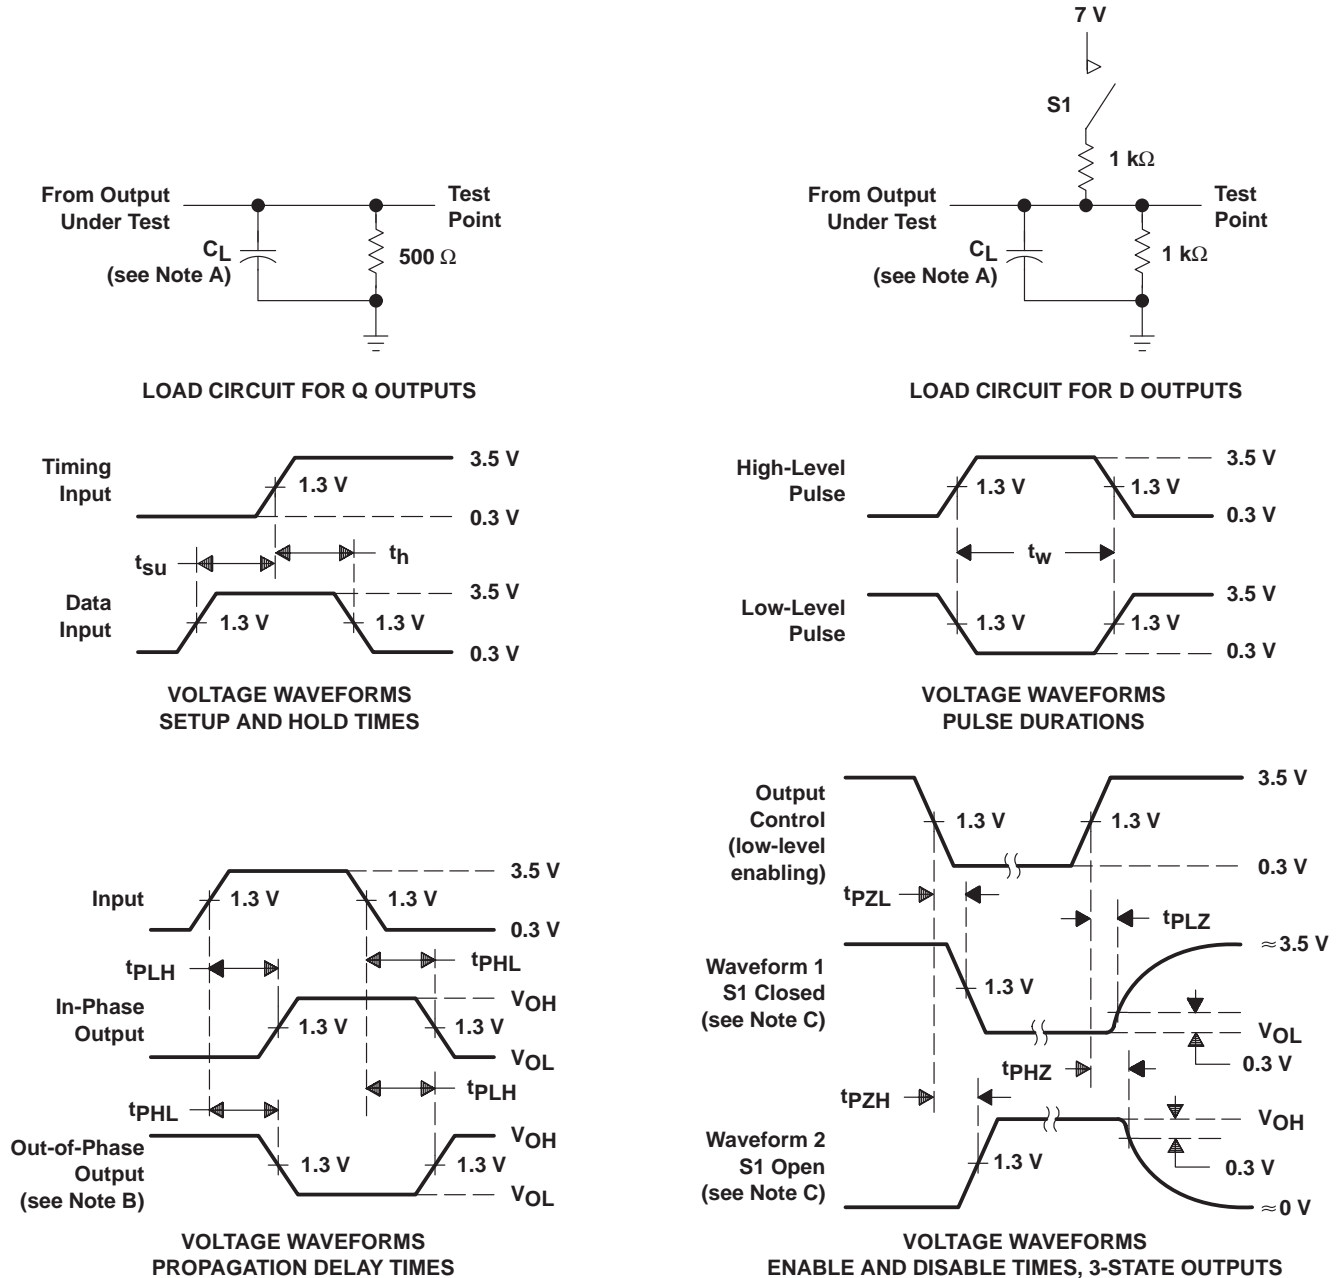 From Output
Under Test
Test
Point
CL
(see Note A)
500 Ω
LOAD CIRCUIT FOR Q OUTPUTS
7 V
S1
1 kΩ
From Output
Under Test
Test
Point
CL
(see Note A)
1 kΩ
LOAD CIRCUIT FOR D OUTPUTS
Timing
Input
3.5 V
1.3 V
0.3 V
tsu
th
Data
Input
3.5 V
1.3 V
1.3 V
0.3 V
VOLTAGE WAVEFORMS
SETUP AND HOLD TIMES
High-Level
Pulse
3.5 V
1.3 V
1.3 V
0.3 V
tw
Low-Level
Pulse
3.5 V
1.3 V
1.3 V
0.3 V
VOLTAGE WAVEFORMS
PULSE DURATIONS
Input
3.5 V
1.3 V
1.3 V
0.3 V
tPLH
tPHL
In-Phase
Output
VOH
1.3 V
1.3 V
VOL
tPHL
tPLH
Out-of-Phase
Output
(see Note B)
VOH
1.3 V
1.3 V
VOL
VOLTAGE WAVEFORMS
PROPAGATION DELAY TIMES
Output
Control
(low-level
enabling)
3.5 V
1.3 V
1.3 V
0.3 V
tPZL
tPLZ
Waveform 1
S1 Closed
(see Note C)
≈3.5 V
1.3 V
VOL
0.3 V
tPHZ
tPZH
Waveform 2
S1 Open
(see Note C)
VOH
1.3 V
0.3 V
≈0 V
VOLTAGE WAVEFORMS
ENABLE AND DISABLE TIMES, 3-STATE OUTPUTS